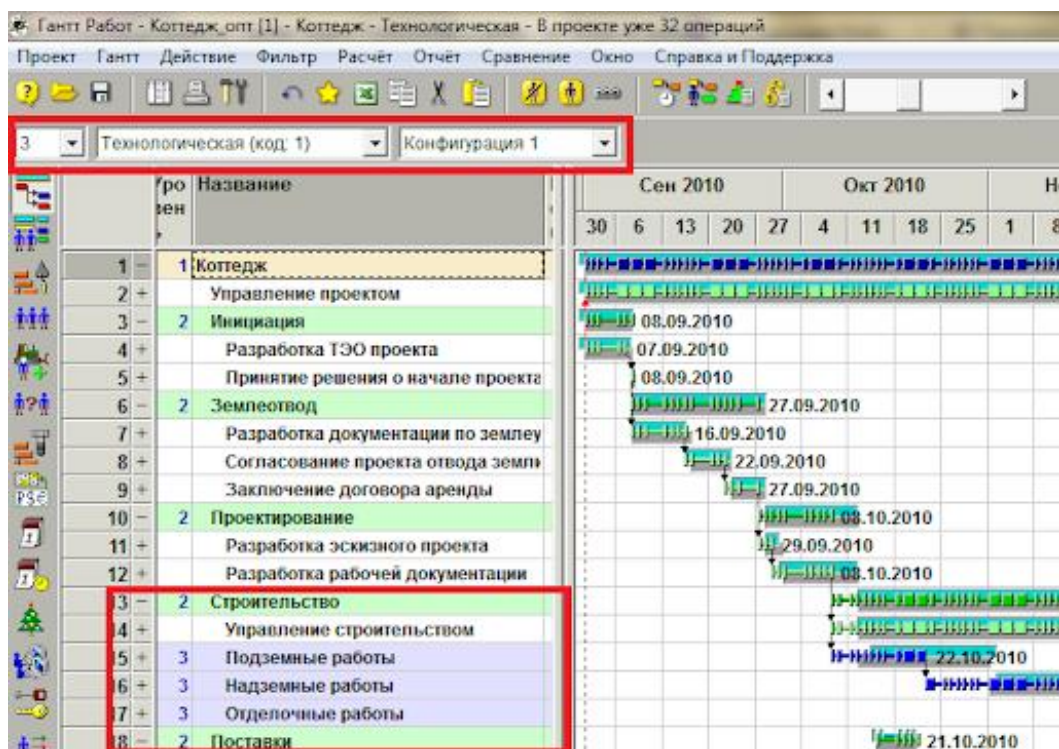 Гантт Работ - Коттедж_опт [1] - Коттедж - Технологическая - В проекте уже 32 операций
Проект Гантт Действие Фильтр Расчёт Отчёт Сравнение Окно Справка и Поддержка
3 Технологическая (код: 1) Конфигурация 1
Название Сен 2010 Окт 2010
30 6 13 20 27 4 11 18 25 1 8
1 - 1 Коттедж
2 + Управление проектом
3 - 2 Инициация 08.09.2010
4 + Разработка ТЭО проекта 07.09.2010
5 + Принятие решения о начале проекта 08.09.2010
6 - 2 Землеотвод 27.09.2010
7 + Разработка документации по землеу 16.09.2010
8 + Согласование проекта отвода земли 22.09.2010
9 + Заключение договора аренды 27.09.2010
10 - 2 Проектирование 08.10.2010
11 + Разработка эскизного проекта 29.09.2010
12 + Разработка рабочей документации 08.10.2010
13 - 2 Строительство
14 + Управление строительством
15 + 3 Подземные работы 22.10.2010
16 + 3 Надземные работы
17 + 3 Отделочные работы
18 - 2 Поставки 21.10.2010